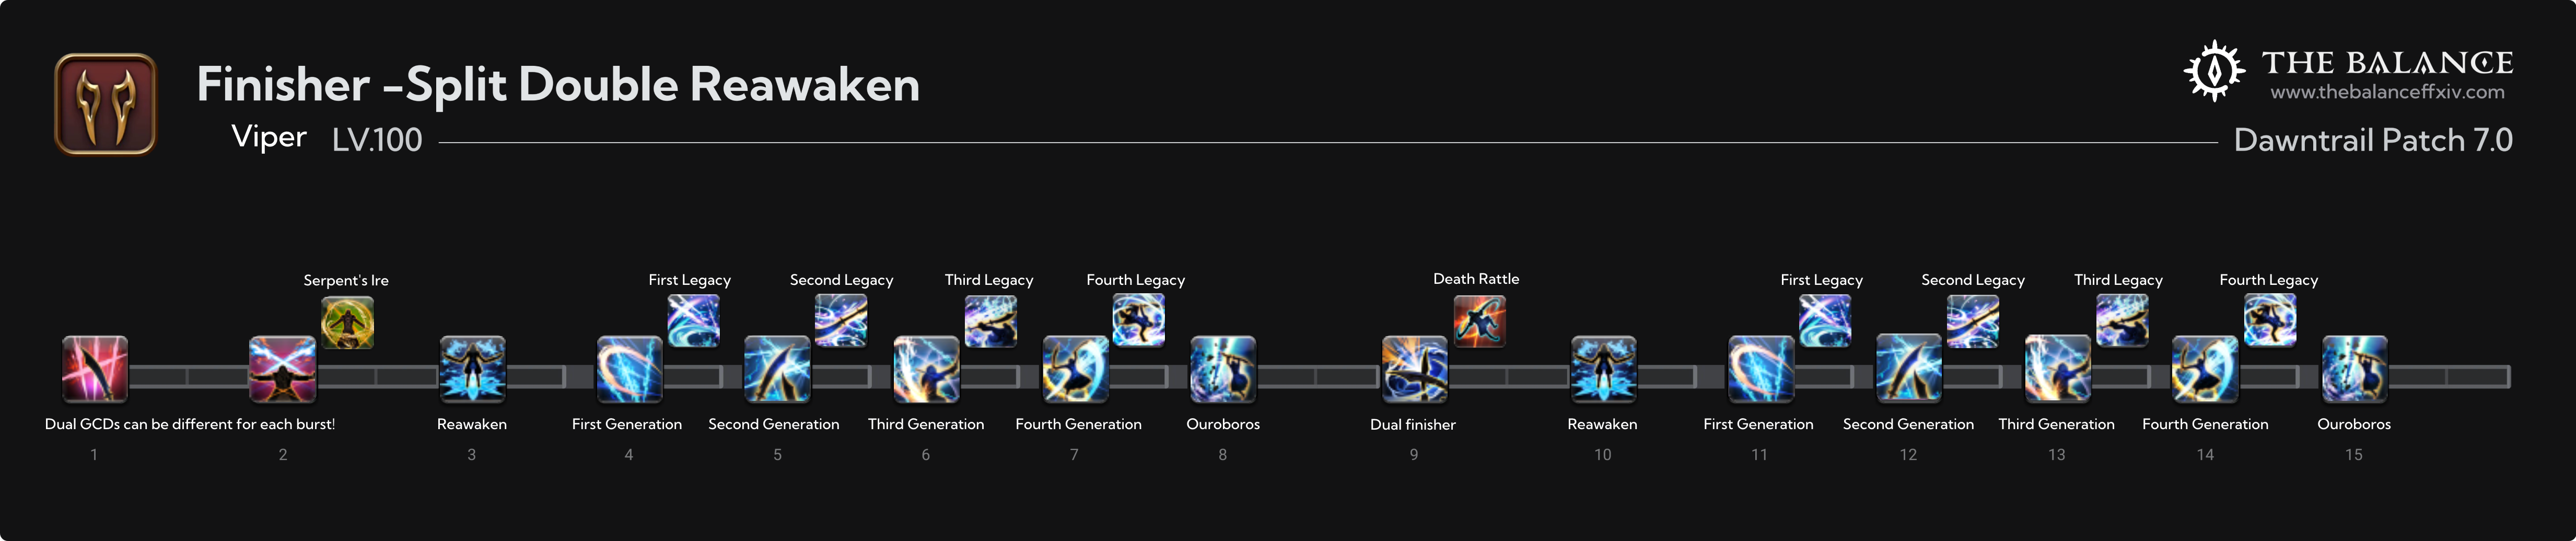 Finisher -Split Double Reawaken
THE BALANCE
www.thebalanceffxiv.com
Viper LV.100
Dawntrail Patch 7.0
Serpent's Ire
First Legacy
Second Legacy
Third Legacy
Fourth Legacy
Death Rattle
First Legacy
Second Legacy
Third Legacy
Fourth Legacy
Dual GCDs can be different for each burst!
Reawaken
First Generation
Second Generation
Third Generation
Fourth Generation
Ouroboros
Dual finisher
Reawaken
First Generation
Second Generation
Third Generation
Fourth Generation
Ouroboros
1 2 3 4 5 6 7 8 9 10 11 12 13 14 15